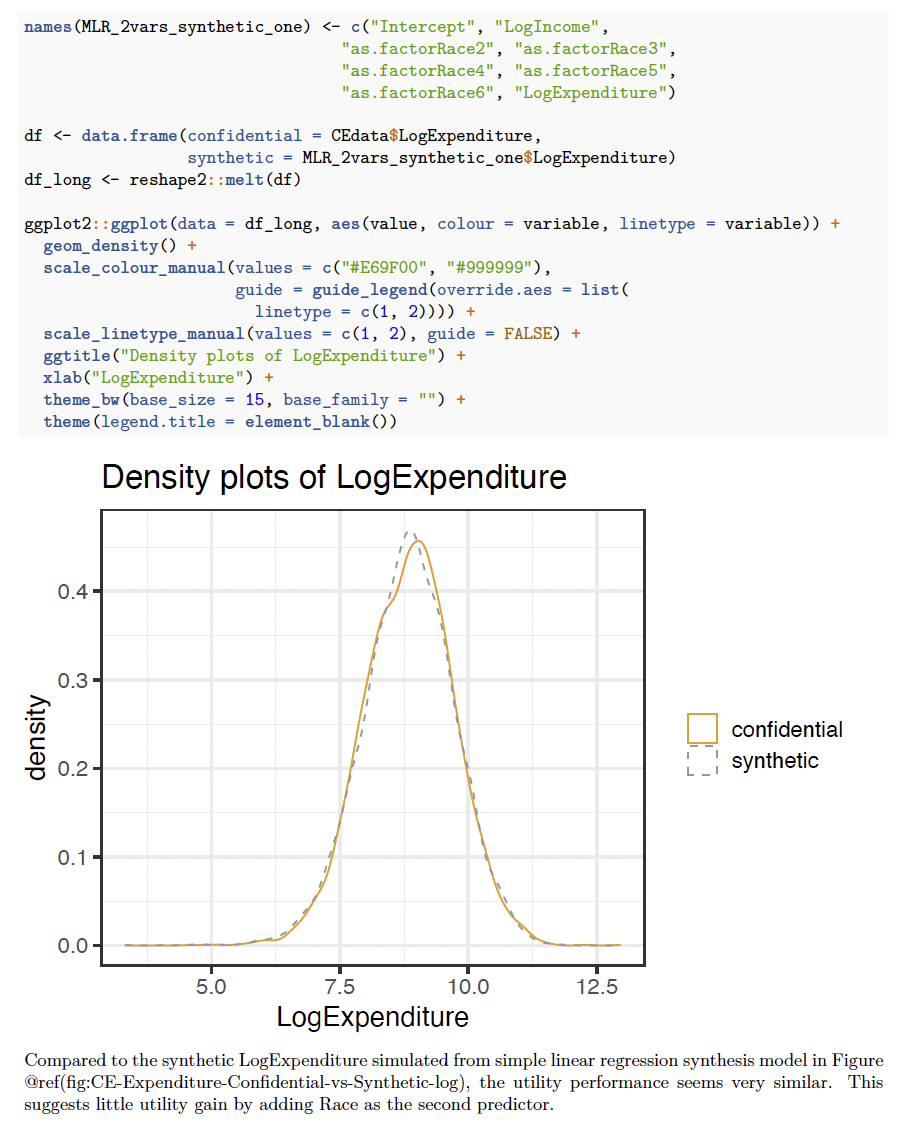 names(MLR_2vars_synthetic_one) <- c("Intercept", "LogIncome",
"as.factorRace2", "as.factorRace3",
"as.factorRace4", "as.factorRace5",
"as.factorRace6", "LogExpenditure")
df <- data.frame(confidential = CEdata$LogExpenditure,
synthetic = MLR_2vars_synthetic_one$LogExpenditure)
df_long <- reshape2::melt(df)
ggplot2::ggplot(data = df_long, aes(value, colour = variable, linetype = variable)) +
geom_density() +
scale_colour_manual(values = c("#E69F00", "#999999"),
guide = guide_legend(override.aes = list(
linetype = c(1, 2)))) +
scale_linetype_manual(values = c(1, 2), guide = FALSE) +
ggtitle("Density plots of LogExpenditure") +
xlab("LogExpenditure") +
theme_bw(base_size = 15, base_family = "") +
theme(legend.title = element_blank())
Density plots of LogExpenditure
0.4
0.3
0.2
0.1
0.0
density
5.0 7.5 10.0 12.5
LogExpenditure
confidential
synthetic
Compared to the synthetic LogExpenditure simulated from simple linear regression synthesis model in Figure
@ref(fig:CE-Expenditure-Confidential-vs-Synthetic-log), the utility performance seems very similar. This
suggests little utility gain by adding Race as the second predictor.